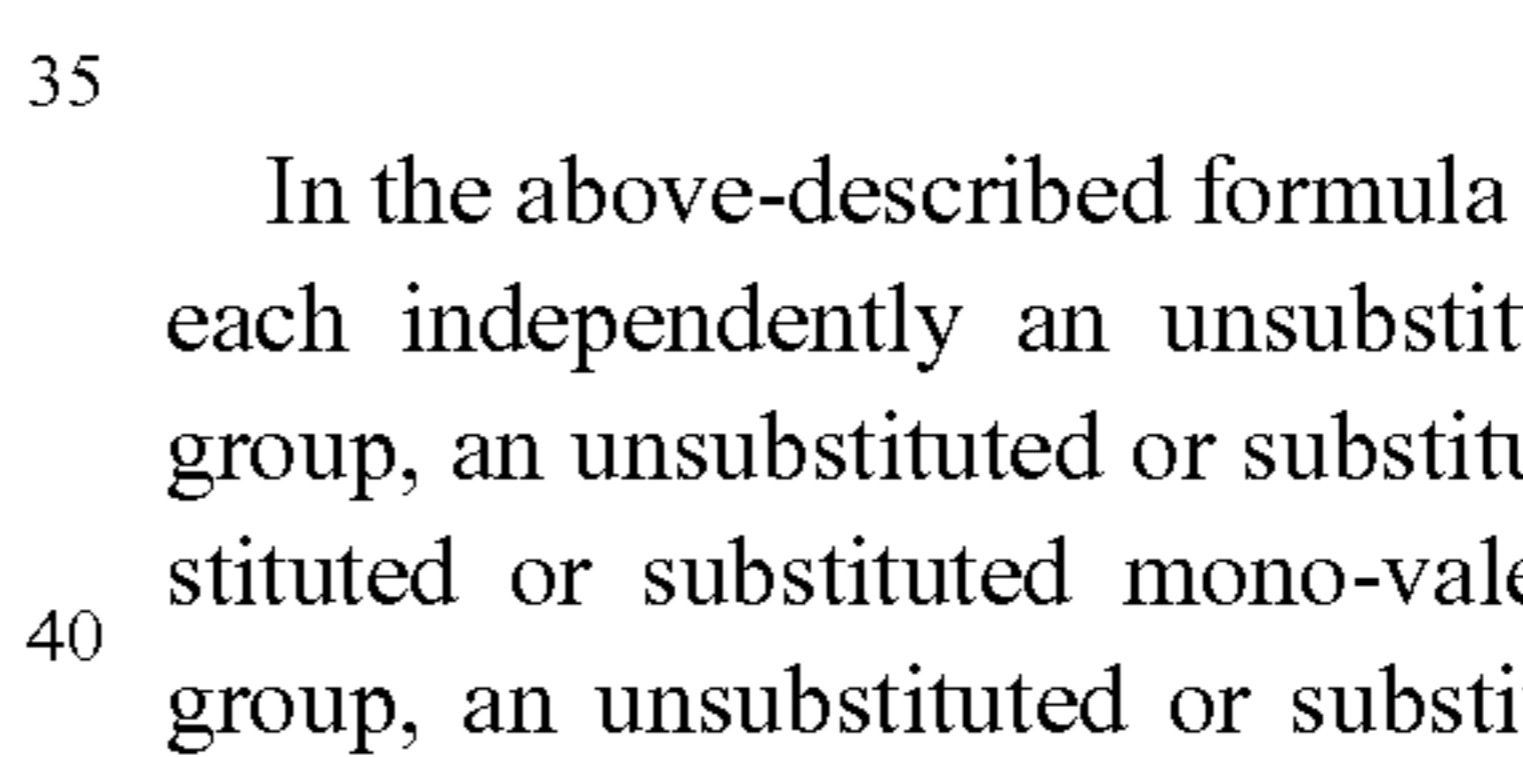 35
In the above-described formula
each independently an unsubstit
group, an unsubstituted or substitu
stituted or substituted mono-vale
40
group, an unsubstituted or substi